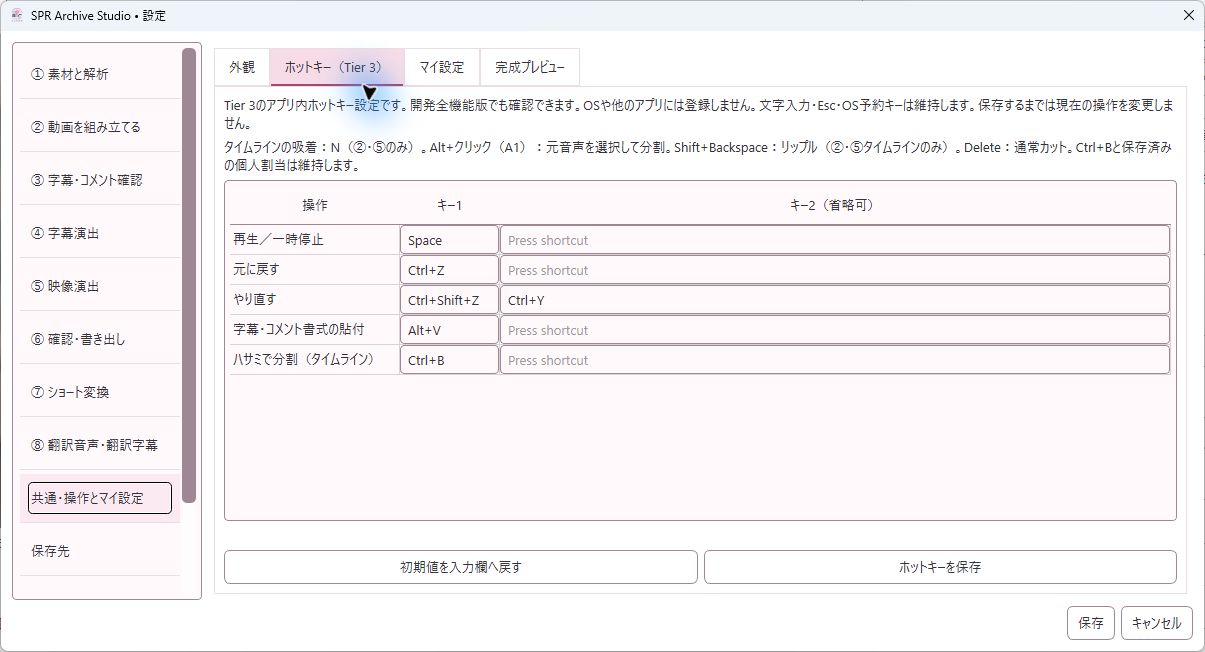 SPR Archive Studio • 設定
① 素材と解析
② 動画を組み立てる
③ 字幕・コメント確認
④ 字幕演出
⑤ 映像演出
⑥ 確認・書き出し
⑦ ショート変換
⑧ 翻訳音声・翻訳字幕
共通・操作とマイ設定
保存先
外観 ホットキー（Tier 3） マイ設定 完成プレビュー
Tier 3のアプリ内ホットキー設定です。開発全機能版でも確認できます。OSや他のアプリには登録しません。文字入力・Esc・OS予約キーは維持します。保存するまでは現在の操作を変更しま
せん。
タイムラインの吸着：N（②・⑤のみ）。Alt+クリック（A1）：元音声を選択して分割。Shift+Backspace：リップル（②・⑤タイムラインのみ）。Delete：通常カット。Ctrl+Bと保存済み
の個人割当は維持します。
操作 キー1 キー2（省略可）
再生／一時停止 Space Press shortcut
元に戻す Ctrl+Z Press shortcut
やり直す Ctrl+Shift+Z Ctrl+Y
字幕・コメント書式の貼付 Alt+V Press shortcut
ハサミで分割（タイムライン） Ctrl+B Press shortcut
初期値を入力欄へ戻す ホットキーを保存
保存 キャンセル